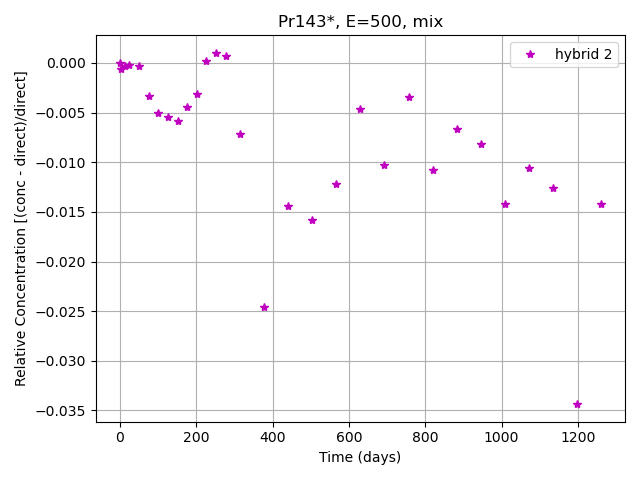 Pr143*, E=500, mix
hybrid 2
0.000
−0.005
−0.010
−0.015
−0.020
−0.025
−0.030
−0.035
Relative Concentration [(conc - direct)/direct]
0 200 400 600 800 1000 1200
Time (days)